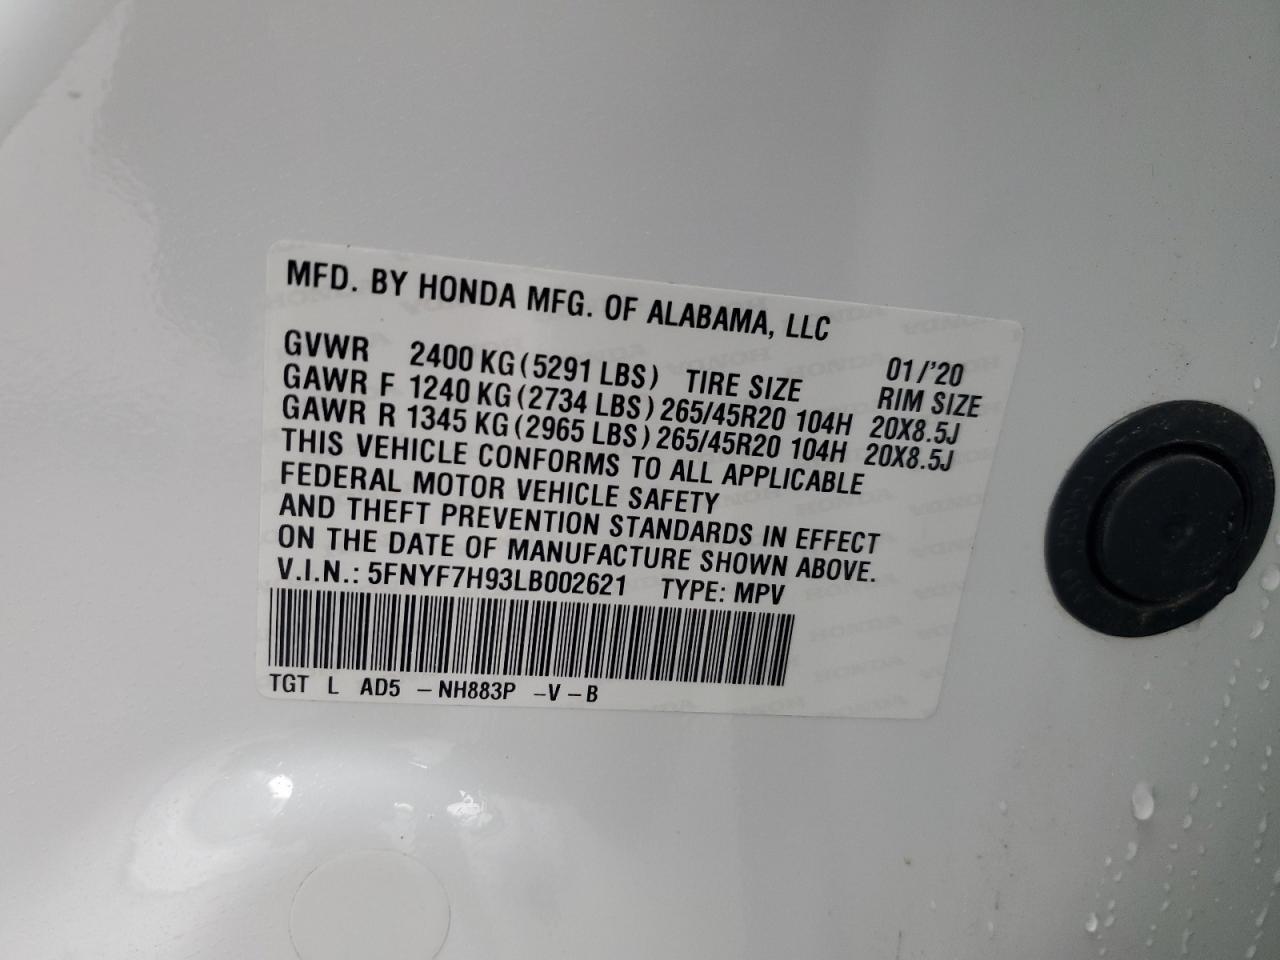 MFD. BY HONDA MFG. OF ALABAMA, LLC
GVWR 2400 KG (5291 LBS) TIRE SIZE 01/'20 RIM SIZE
GAWR F 1240 KG (2734 LBS) 265/45R20 104H 20X8.5J
GAWR R 1345 KG (2965 LBS) 265/45R20 104H 20X8.5J
THIS VEHICLE CONFORMS TO ALL APPLICABLE
FEDERAL MOTOR VEHICLE SAFETY
AND THEFT PREVENTION STANDARDS IN EFFECT
ON THE DATE OF MANUFACTURE SHOWN ABOVE.
V.I.N.: 5FNYF7H93LB002621 TYPE: MPV
TGT L AD5 -NH883P -V-B